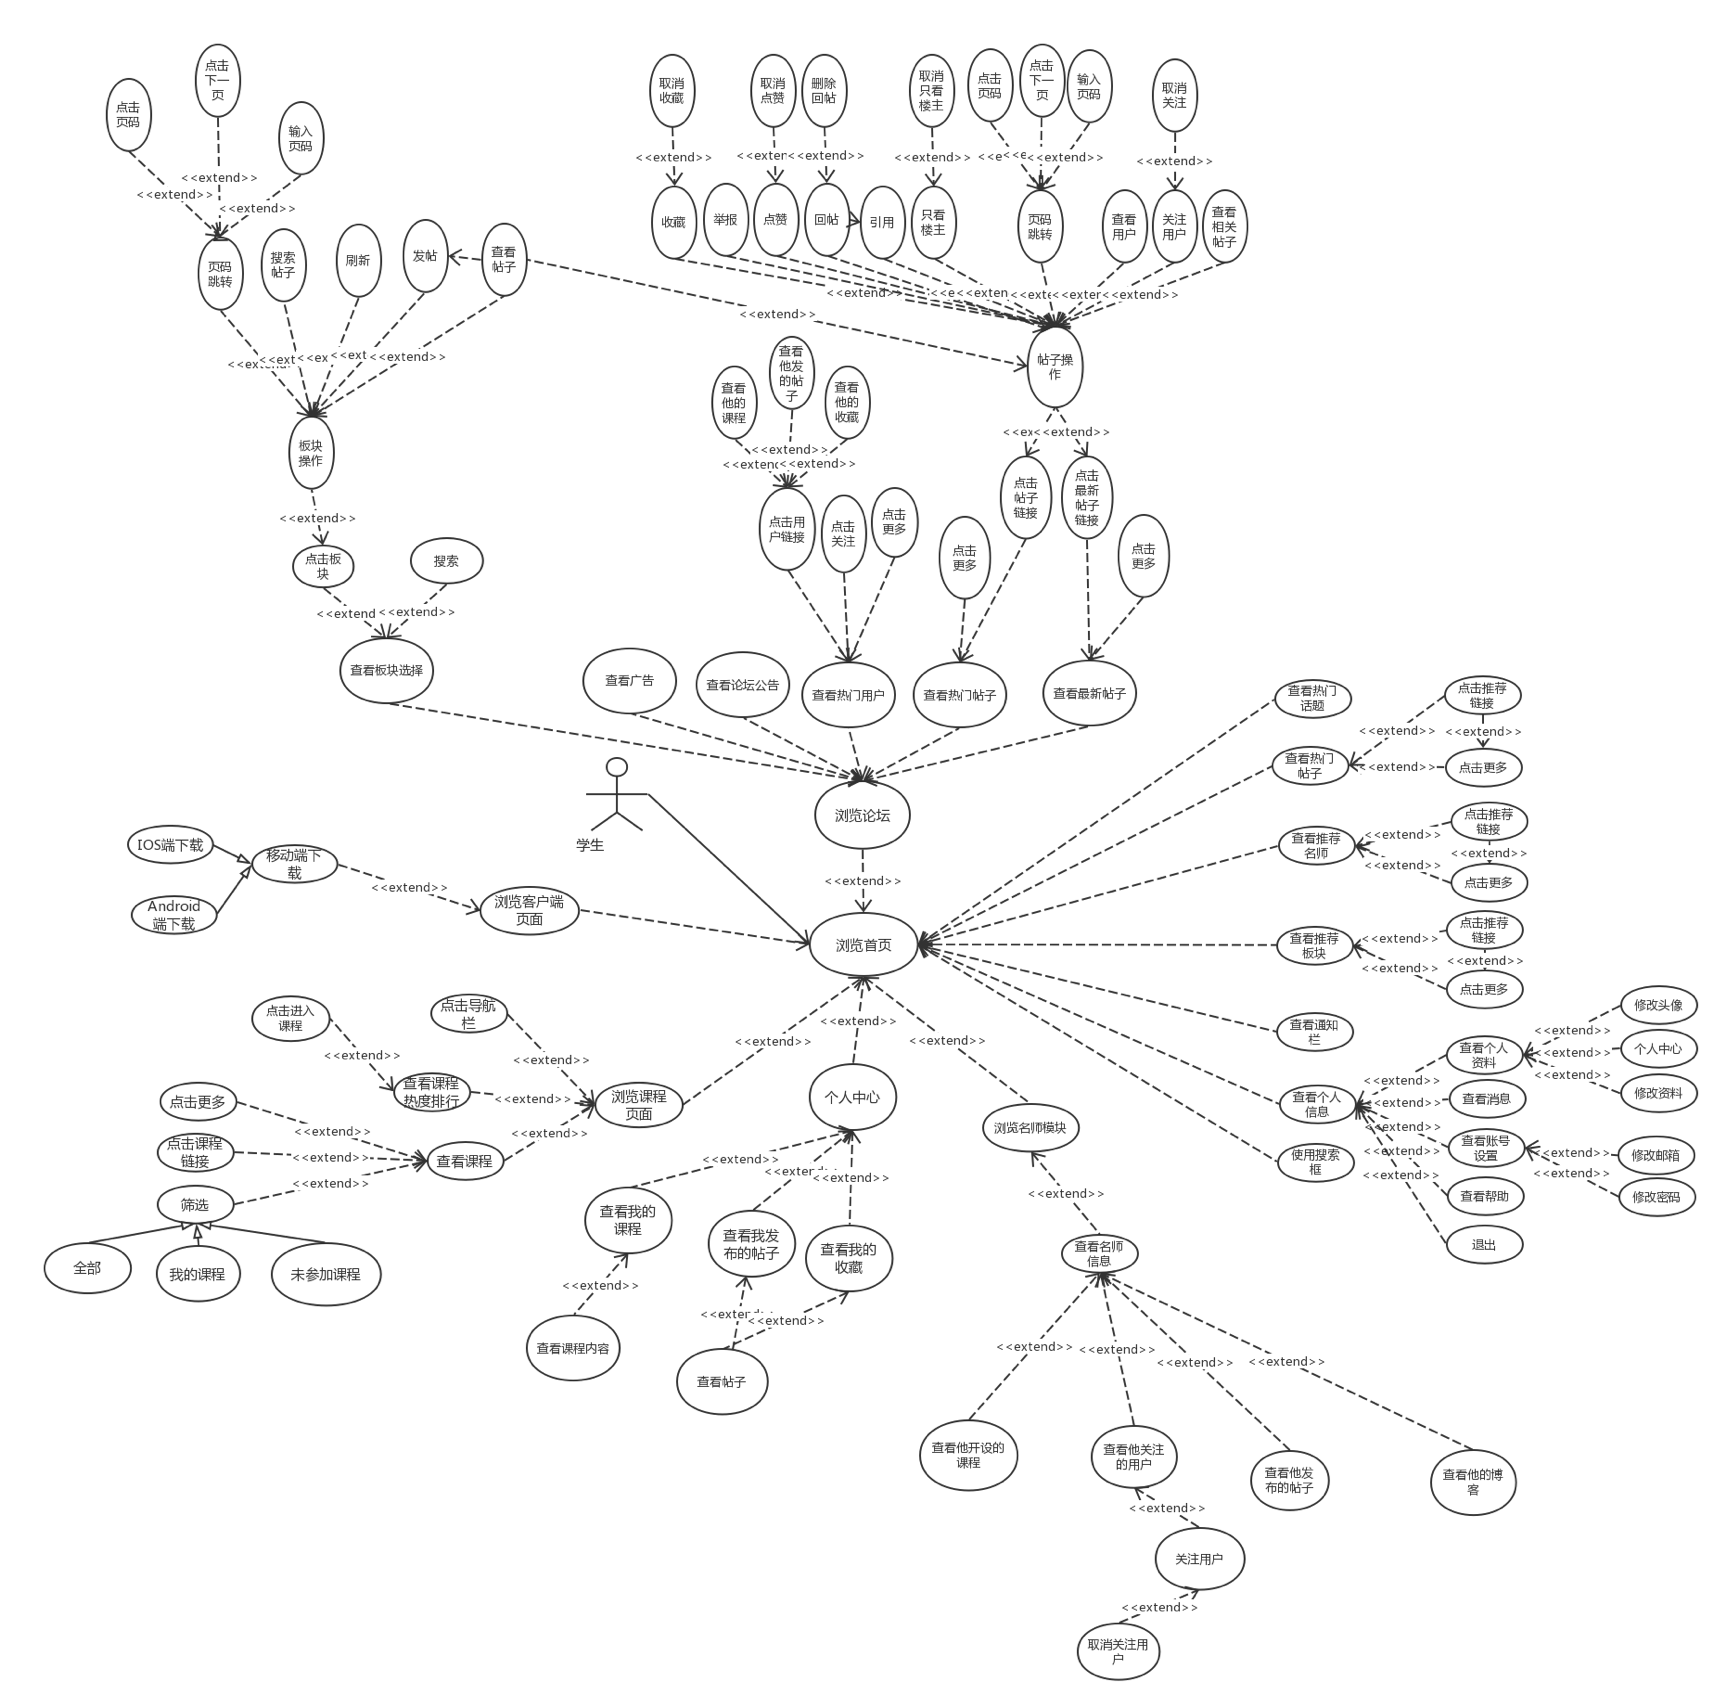 点击
下一
页
点击
页码
输入
页码
<<extend>>
<<extend>>
<<extend>>
页码
跳转
搜索
帖子
刷新
发帖
查看
帖子
<<extend>>
<<ext
<<ex
<<ext
<<extend>>
板块
操作
<<extend>>
点击板
块
搜索
<<extend
<<extend>>
查看板块选择
取消
收藏
取消
点赞
删除
回帖
取消
只看
楼主
点击
页码
点击
下一
页
输入
页码
取消
关注
<<extend>>
<<exten
<<extend>>
<<extend>>
<<e
<<e
<<extend>>
<<extend>>
收藏
举报
点赞
回帖
引用
只看
楼主
页码
跳转
查看
用户
关注
用户
查看
相关
帖子
<<extend>>
<<e
<<exten
<<exte
<<exter
<<extend>>
<<extend>>
帖子操
作
查看
他的
课程
查看
他发
的帖
子
查看
他的
收藏
<<extend>>
<<extend
<<extend>>
<<ex
<<extend>>
点击用
户链接
点击
关注
点击
更多
点击
更多
点击
帖子
链接
点击
最新
帖子
链接
点击
更多
查看广告
查看论坛公告
查看热门用户
查看热门帖子
查看最新帖子
浏览论坛
<<extend>>
学生
浏览首页
IOS端下载
Android
端下载
移动端下
载
<<extend>>
浏览客户端
页面
查看热门
话题
查看热门
帖子
<<extend>>
<<extend>>
点击推荐
链接
<<extend>>
点击更多
查看推荐
名师
<<extend>>
<<extend>>
点击推荐
链接
<<extend>>
点击更多
查看推荐
板块
<<extend>>
<<extend>>
点击推荐
链接
<<extend>>
点击更多
查看通知
栏
查看个人
信息
<<extend>>
<<extend>>
<<extend>>
<<extend>>
<<extend>>
查看个人
资料
查看消息
查看账号
设置
查看帮助
退出
<<extend>>
<<extend>>
<<extend>>
修改头像
个人中心
修改资料
<<extend>>
<<extend>>
修改邮箱
修改密码
使用搜索
框
点击进入
课程
点击导航
栏
<<extend>>
<<extend>>
查看课程
热度排行
<<extend>>
浏览课程
页面
<<extend>>
<<extend>>
点击更多
点击课程
链接
筛选
<<extend>>
<<extend>>
<<extend>>
查看课程
全部
我的课程
未参加课程
<<extend>>
个人中心
<<extend>>
<<extend>>
<<extend>>
查看我的
课程
查看我发
布的帖子
查看我的
收藏
<<extend>>
<<extend>>
<<extend>>
查看课程内容
查看帖子
<<extend>>
浏览名师模块
<<extend>>
查看名师
信息
<<extend>>
<<extend>>
<<extend>>
<<extend>>
查看他开设的
课程
查看他关注
的用户
查看他发
布的帖子
查看他的博
客
<<extend>>
关注用户
<<extend>>
取消关注用
户